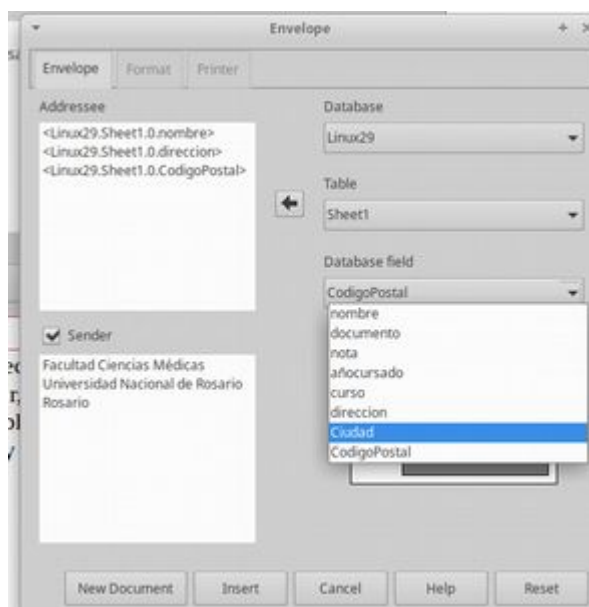 Envelope
Envelope Format Printer
Addressee
<Linux29.Sheet1.0.nombre>
<Linux29.Sheet1.0.direccion>
<Linux29.Sheet1.0.CodigoPostal>
Database
Linux29
Table
Sheet1
Database field
CodigoPostal
nombre
documento
nota
añocursado
curso
direccion
Ciudad
CodigoPostal
Sender
Facultad Ciencias Médicas
Universidad Nacional de Rosario
Rosario
New Document Insert Cancel Help Reset